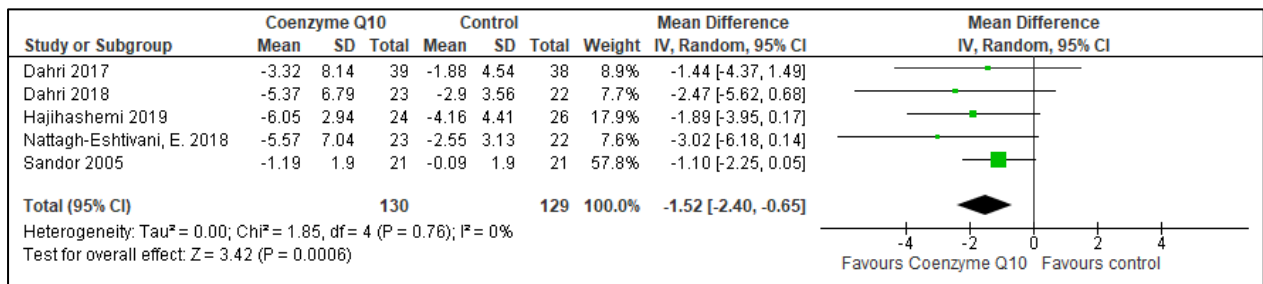 Coenzyme Q10 Control Mean Difference Mean Difference
Study or Subgroup Mean SD Total Mean SD Total Weight IV, Random, 95% CI IV, Random, 95% CI
Dahri 2017 -3.32 8.14 39 -1.88 4.54 38 8.9% -1.44 [-4.37, 1.49]
Dahri 2018 -5.37 6.79 23 -2.9 3.56 22 7.7% -2.47 [-5.62, 0.68]
Hajihashemi 2019 -6.05 2.94 24 -4.16 4.41 26 17.9% -1.89 [-3.95, 0.17]
Nattagh-Eshtivani, E. 2018 -5.57 7.04 23 -2.55 3.13 22 7.6% -3.02 [-6.18, 0.14]
Sandor 2005 -1.19 1.9 21 -0.09 1.9 21 57.8% -1.10 [-2.25, 0.05]
Total (95% CI) 130 129 100.0% -1.52 [-2.40, -0.65]
Heterogeneity: Tau² = 0.00; Chi² = 1.85, df = 4 (P = 0.76); I² = 0%
Test for overall effect: Z = 3.42 (P = 0.0006)
-4 -2 0 2 4
Favours Coenzyme Q10 Favours control